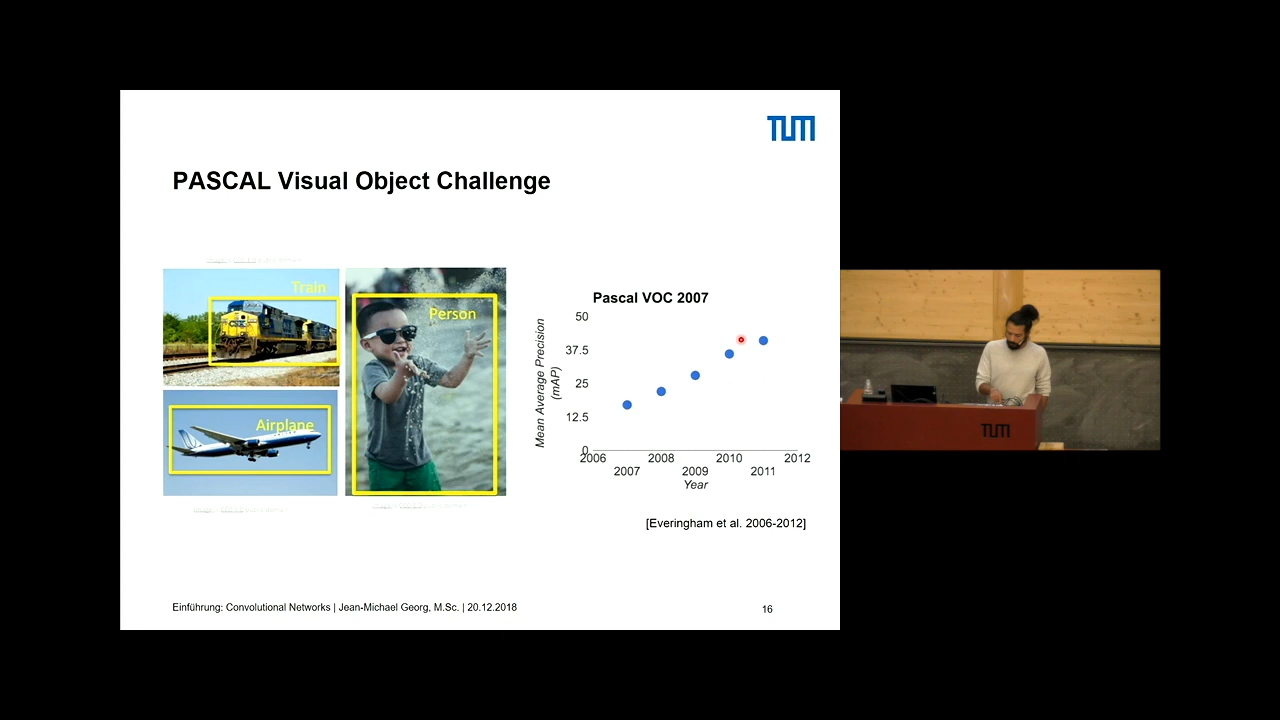 TUM
PASCAL Visual Object Challenge
Train
Person
Airplane
Pascal VOC 2007
Mean Average Precision
(mAP)
50
37.5
25
12.5
0
2006
2007
2008
2009
2010
2011
2012
Year
[Everingham et al. 2006-2012]
Einführung: Convolutional Networks | Jean-Michael Georg, M.Sc. | 20.12.2018
16
TUM